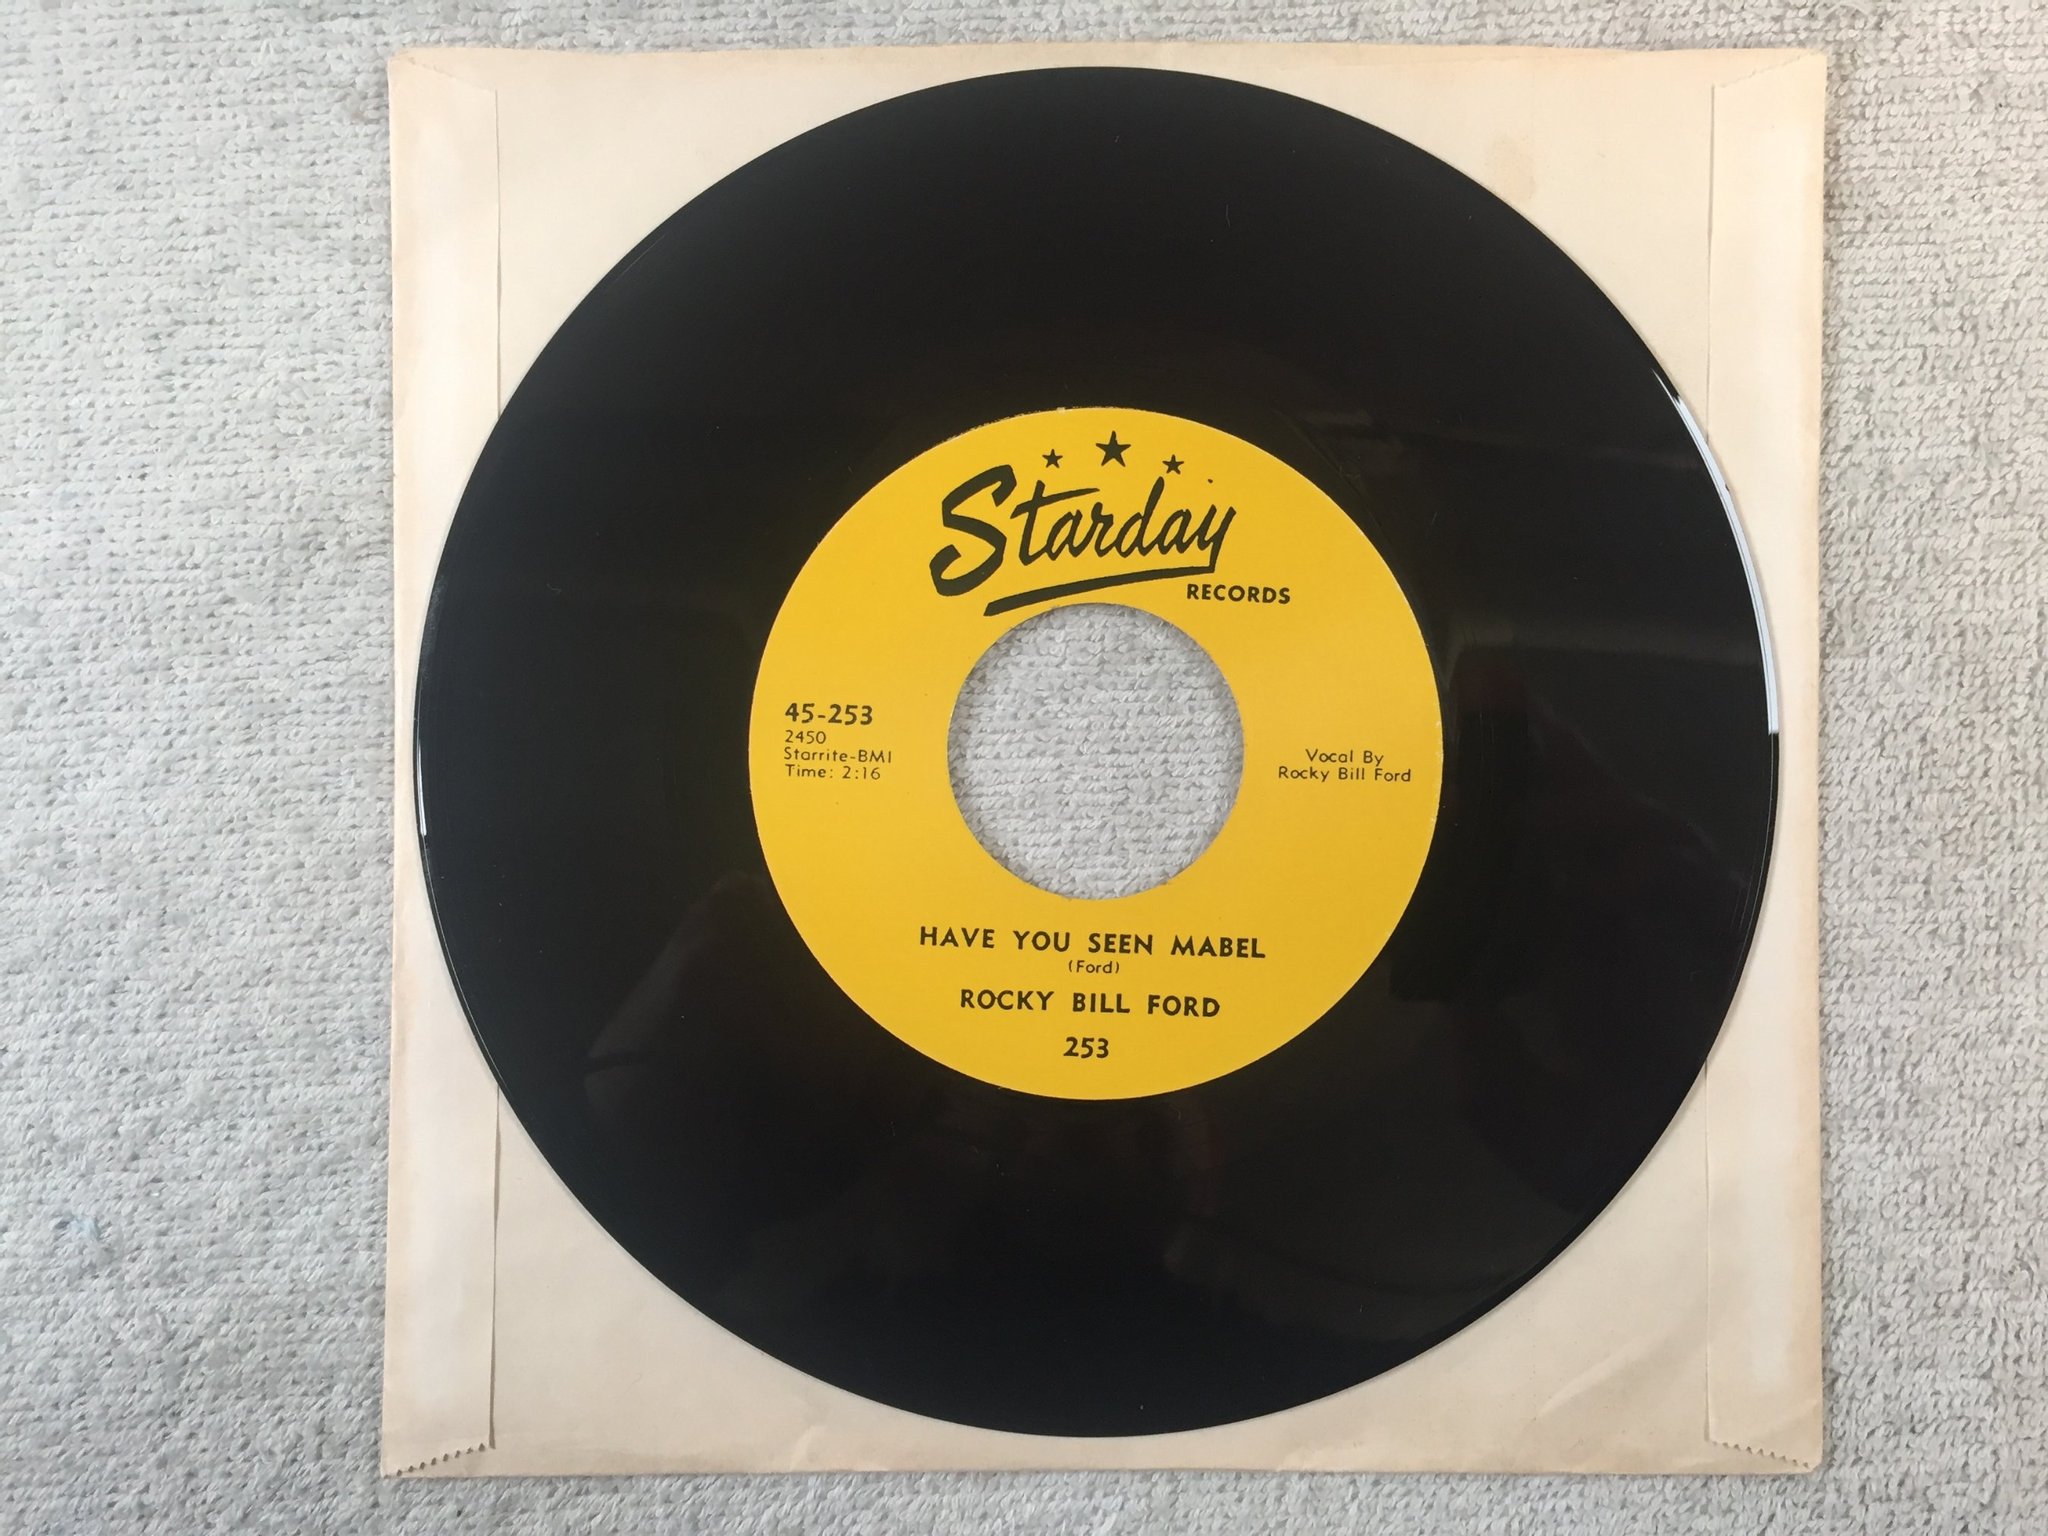 Starday
RECORDS
45-253
2450
Starrite-BMI
Time: 2:16
Vocal By
Rocky Bill Ford
HAVE YOU SEEN MABEL
(Ford)
ROCKY BILL FORD
253